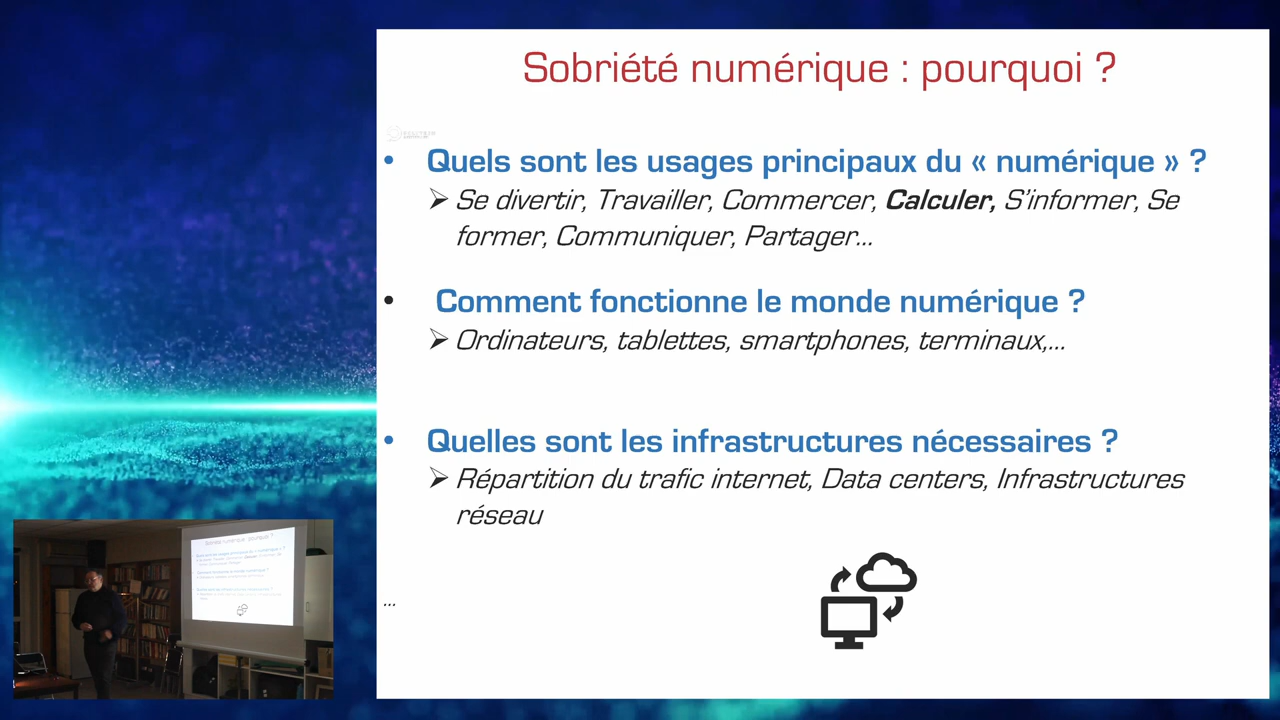 Sobriété numérique : pourquoi ?
• Quels sont les usages principaux du « numérique » ?
➢ Se divertir, Travailler, Commercer, Calculer, S'informer, Se
former, Communiquer, Partager...
• Comment fonctionne le monde numérique ?
➢ Ordinateurs, tablettes, smartphones, terminaux,...
• Quelles sont les infrastructures nécessaires ?
➢ Répartition du trafic internet, Data centers, Infrastructures
réseau
...